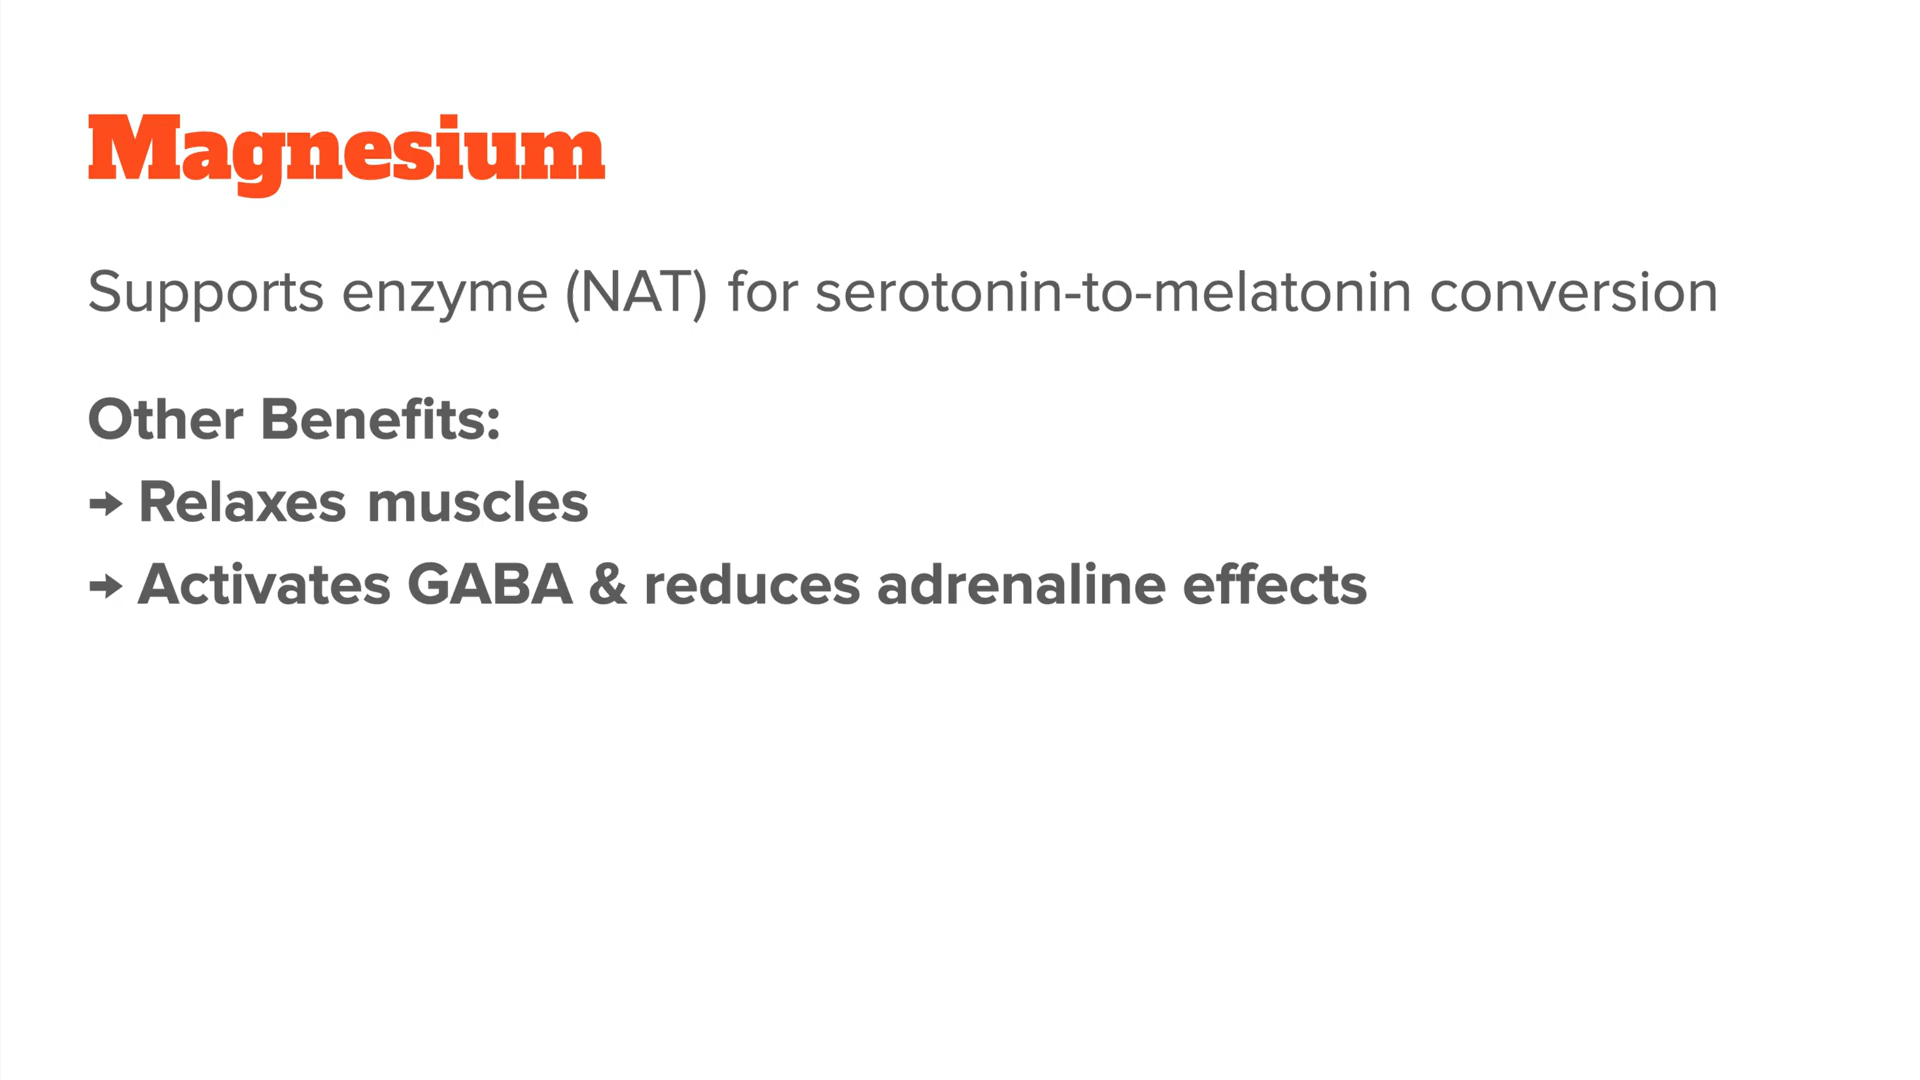 Magnesium
Supports enzyme (NAT) for serotonin-to-melatonin conversion
Other Benefits:
→ Relaxes muscles
→ Activates GABA & reduces adrenaline effects